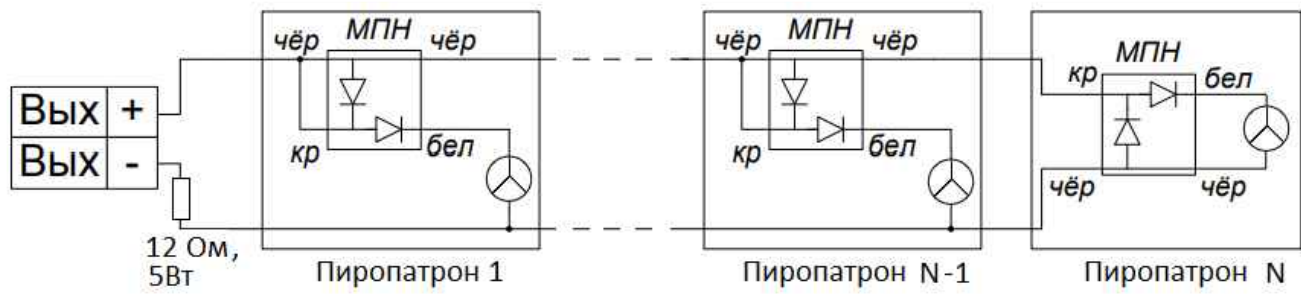 МПН
чёр чёр
кр бел
МПН
чёр чёр
кр бел
МПН
кр бел
чёр чёр
Вых +
Вых -
12 Ом,
5Вт
Пиропатрон 1
Пиропатрон N-1
Пиропатрон N